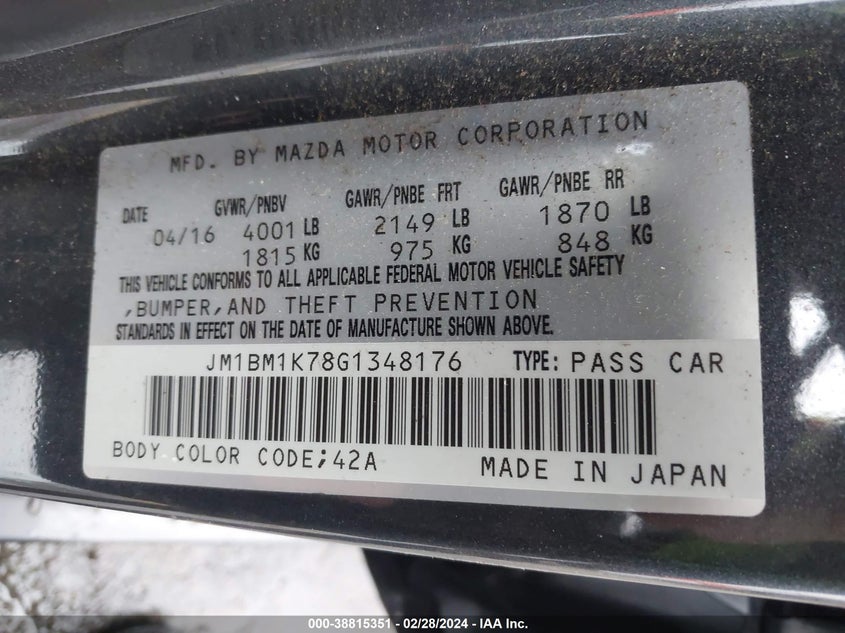 MFD. BY MAZDA MOTOR CORPORATION
DATE GVWR/PNBV GAWR/PNBE FRT GAWR/PNBE RR
04/16 4001 LB 2149 LB 1870 LB
1815 KG 975 KG 848 KG
THIS VEHICLE CONFORMS TO ALL APPLICABLE FEDERAL MOTOR VEHICLE SAFETY
,BUMPER,AND THEFT PREVENTION
STANDARDS IN EFFECT ON THE DATE OF MANUFACTURE SHOWN ABOVE.
JM1BM1K78G1348176 TYPE: PASS CAR
BODY COLOR CODE;42A MADE IN JAPAN
000-38815351 - 02/28/2024 - IAA Inc.